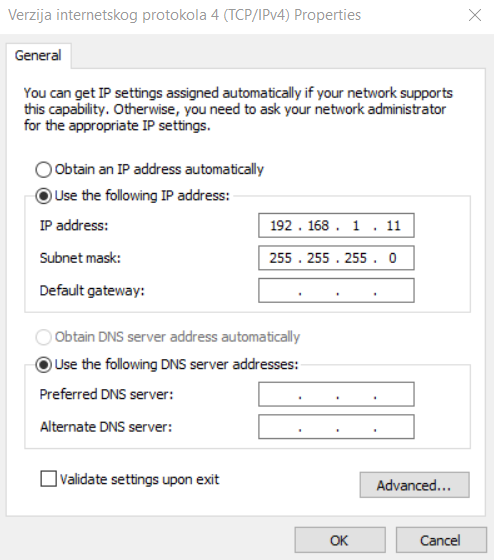 Verzija internetskog protokola 4 (TCP/IPv4) Properties
General
You can get IP settings assigned automatically if your network supports
this capability. Otherwise, you need to ask your network administrator
for the appropriate IP settings.
Obtain an IP address automatically
Use the following IP address:
IP address: 192 . 168 . 1 . 11
Subnet mask: 255 . 255 . 255 . 0
Default gateway: . . .
Obtain DNS server address automatically
Use the following DNS server addresses:
Preferred DNS server: . . .
Alternate DNS server: . . .
Validate settings upon exit
Advanced...
OK Cancel